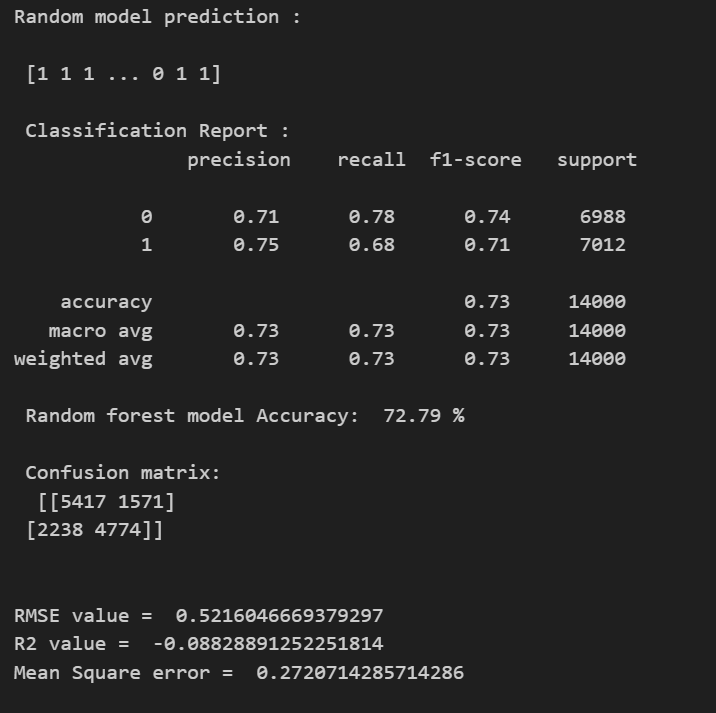 Random model prediction :
[1 1 1 ... 0 1 1]
Classification Report :
precision recall f1-score support
0 0.71 0.78 0.74 6988
1 0.75 0.68 0.71 7012
accuracy 0.73 14000
macro avg 0.73 0.73 0.73 14000
weighted avg 0.73 0.73 0.73 14000
Random forest model Accuracy: 72.79 %
Confusion matrix:
[[5417 1571]
[2238 4774]]
RMSE value = 0.5216046669379297
R2 value = -0.08828891252251814
Mean Square error = 0.2720714285714286